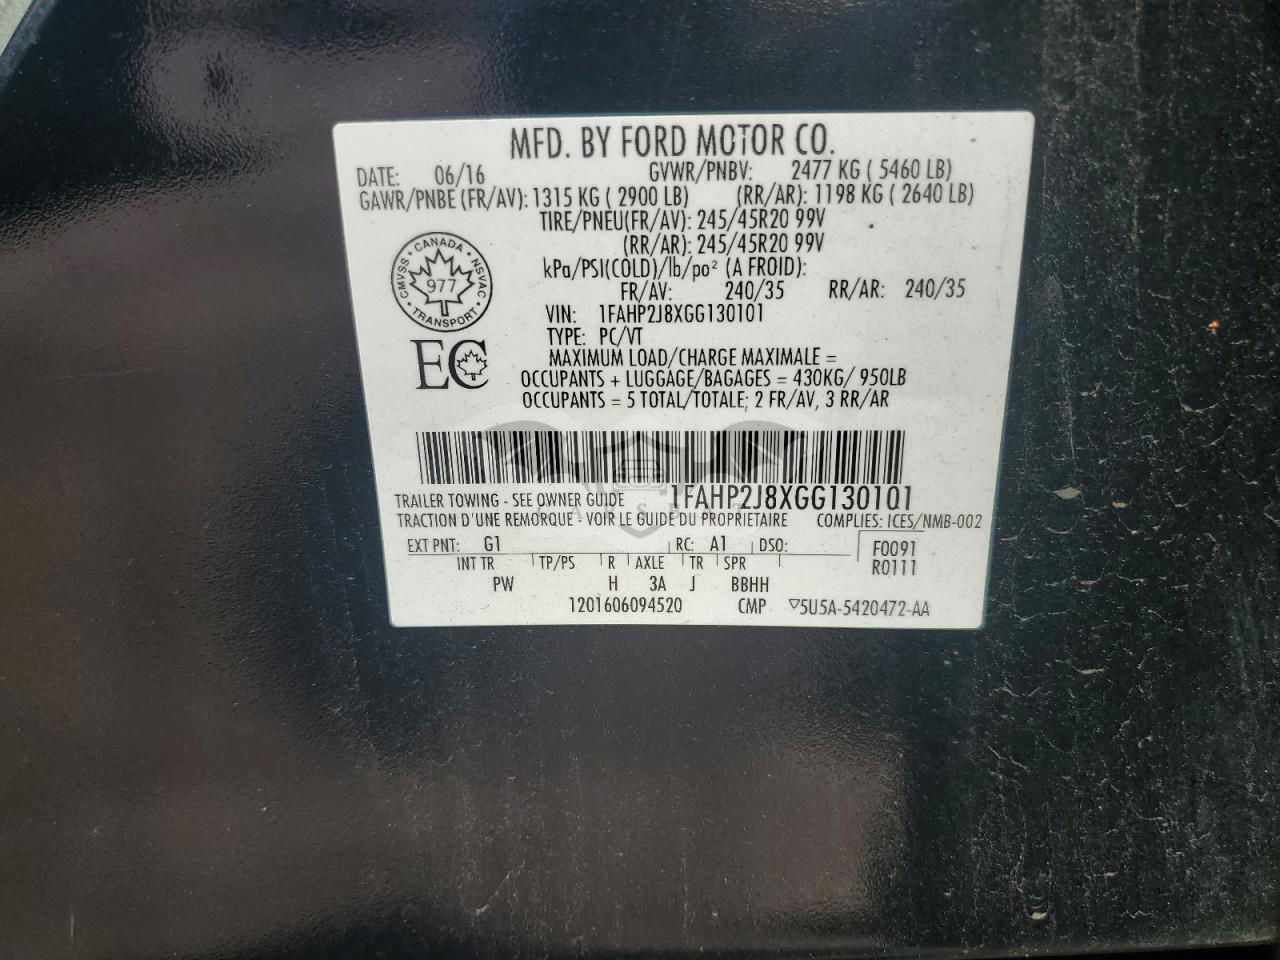 MFD. BY FORD MOTOR CO.
DATE: 06/16 GVWR/PNBV: 2477 KG ( 5460 LB)
GAWR/PNBE (FR/AV): 1315 KG ( 2900 LB) (RR/AR): 1198 KG ( 2640 LB)
TIRE/PNEU(FR/AV): 245/45R20 99V
(RR/AR): 245/45R20 99V
kPa/PSI(COLD)/lb/po² (A FROID):
FR/AV: 240/35 RR/AR: 240/35
CANADA
CMVSS NSVAC
977
TRANSPORT
VIN: 1FAHP2J8XGG130101
TYPE: PC/VT
EC
MAXIMUM LOAD/CHARGE MAXIMALE =
OCCUPANTS + LUGGAGE/BAGAGES = 430KG/ 950LB
OCCUPANTS = 5 TOTAL/TOTALE; 2 FR/AV, 3 RR/AR
TRAILER TOWING - SEE OWNER GUIDE 1FAHP2J8XGG130101
TRACTION D'UNE REMORQUE - VOIR LE GUIDE DU PROPRIETAIRE COMPLIES: ICES/NMB-002
EXT PNT: G1 RC: A1 DSO: F0091
INT TR TP/PS R AXLE TR SPR R0111
PW H 3A J BBHH
1201606094520 CMP ▽5U5A-5420472-AA